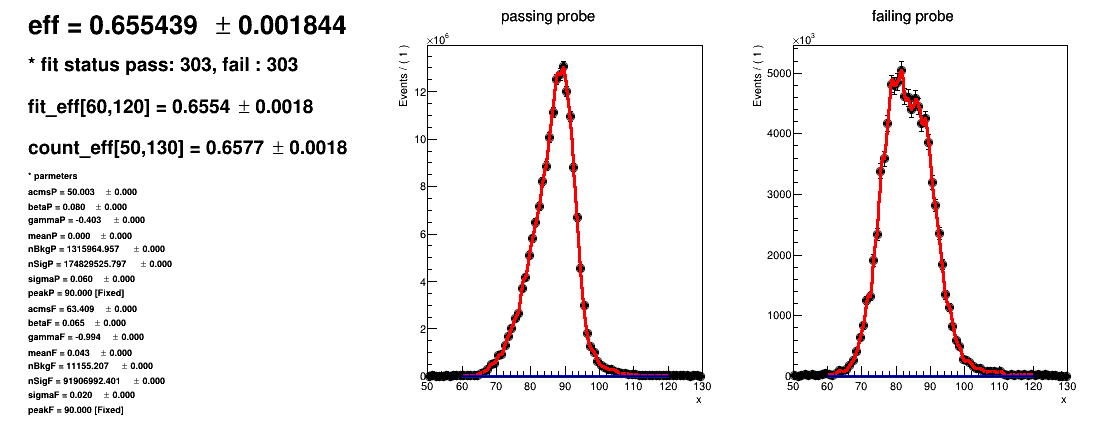 eff = 0.655439 ± 0.001844
* fit status pass: 303, fail : 303
fit_eff[60,120] = 0.6554 ± 0.0018
count_eff[50,130] = 0.6577 ± 0.0018
* parmeters
acmsP = 50.003 ± 0.000
betaP = 0.080 ± 0.000
gammaP = -0.403 ± 0.000
meanP = 0.000 ± 0.000
nBkgP = 1315964.957 ± 0.000
nSigP = 174829525.797 ± 0.000
sigmaP = 0.060 ± 0.000
peakP = 90.000 [Fixed]
acmsF = 63.409 ± 0.000
betaF = 0.065 ± 0.000
gammaF = -0.994 ± 0.000
meanF = 0.043 ± 0.000
nBkgF = 11155.207 ± 0.000
nSigF = 91906992.401 ± 0.000
sigmaF = 0.020 ± 0.000
peakF = 90.000 [Fixed]
passing probe
×10⁶
Events / ( 1 )
12
10
8
6
4
2
0
50 60 70 80 90 100 110 120 130
x
failing probe
×10³
Events / ( 1 )
5000
4000
3000
2000
1000
0
50 60 70 80 90 100 110 120 130
x